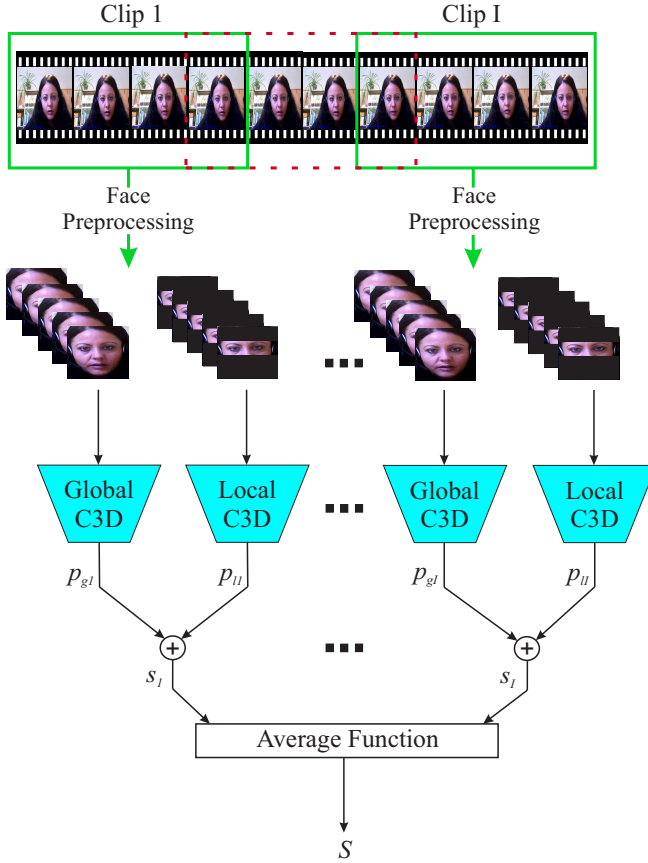 Clip 1 Clip I
Face Face
Preprocessing Preprocessing
Global Local Global Local
C3D C3D C3D C3D
p_{g1} p_{l1} p_{gI} p_{lI}
+ +
s_1 s_I
Average Function
S